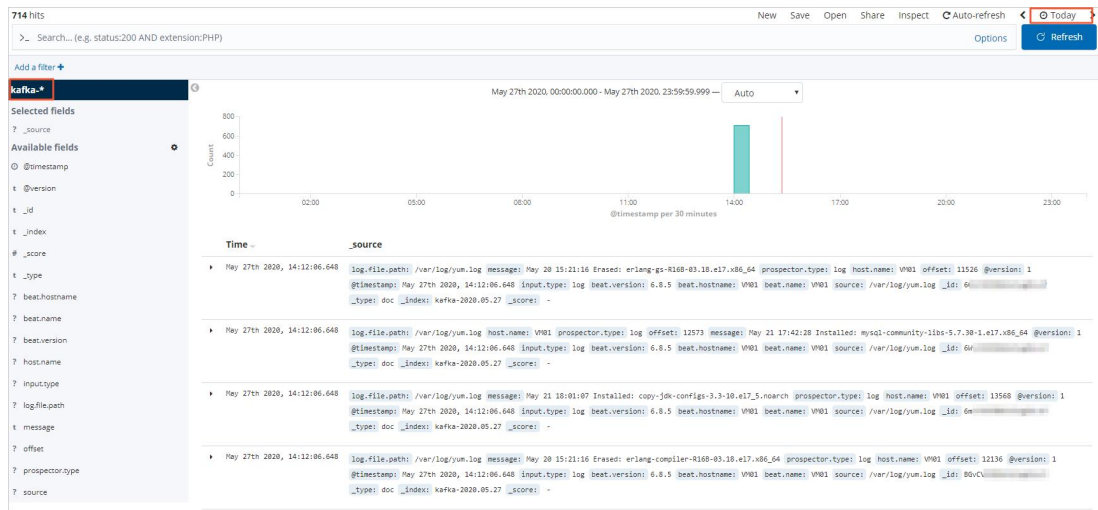 714 hits
New Save Open Share Inspect Auto-refresh Today
>_ Search... (e.g. status:200 AND extension:PHP)
Options
Refresh
Add a filter +
kafka-*
Selected fields
? _source
Available fields
@timestamp
t @version
t _id
t _index
# _score
t _type
? beat.hostname
? beat.name
? beat.version
? host.name
? input.type
? log.file.path
t message
? offset
? prospector.type
? source
May 27th 2020, 00:00:00.000 - May 27th 2020, 23:59:59.999 — Auto
Count
800
600
400
200
0
02:00 05:00 08:00 11:00 14:00 17:00 20:00 23:00
@timestamp per 30 minutes
Time _source
May 27th 2020, 14:12:06.648
log.file.path: /var/log/yum.log message: May 20 15:21:16 Erased: erlang-gs-R16B-03.18.el7.x86_64 prospector.type: log host.name: VM01 offset: 11526 @version: 1
@timestamp: May 27th 2020, 14:12:06.648 input.type: log beat.version: 6.8.5 beat.hostname: VM01 beat.name: VM01 source: /var/log/yum.log _id:
_type: doc _index: kafka-2020.05.27 _score: -
May 27th 2020, 14:12:06.648
log.file.path: /var/log/yum.log host.name: VM01 prospector.type: log offset: 12573 message: May 21 17:42:28 Installed: mysql-community-libs-5.7.30-1.el7.x86_64 @version: 1
@timestamp: May 27th 2020, 14:12:06.648 input.type: log beat.version: 6.8.5 beat.hostname: VM01 beat.name: VM01 source: /var/log/yum.log _id:
_type: doc _index: kafka-2020.05.27 _score: -
May 27th 2020, 14:12:06.648
log.file.path: /var/log/yum.log message: May 21 18:01:07 Installed: copy-jdk-configs-3.3-10.el7_5.noarch prospector.type: log host.name: VM01 offset: 13568 @version: 1
@timestamp: May 27th 2020, 14:12:06.648 input.type: log beat.version: 6.8.5 beat.hostname: VM01 beat.name: VM01 source: /var/log/yum.log _id:
_type: doc _index: kafka-2020.05.27 _score: -
May 27th 2020, 14:12:06.648
log.file.path: /var/log/yum.log message: May 20 15:21:16 Erased: erlang-compiler-R16B-03.18.el7.x86_64 prospector.type: log host.name: VM01 offset: 12136 @version: 1
@timestamp: May 27th 2020, 14:12:06.648 input.type: log beat.version: 6.8.5 beat.hostname: VM01 beat.name: VM01 source: /var/log/yum.log _id:
_type: doc _index: kafka-2020.05.27 _score: -